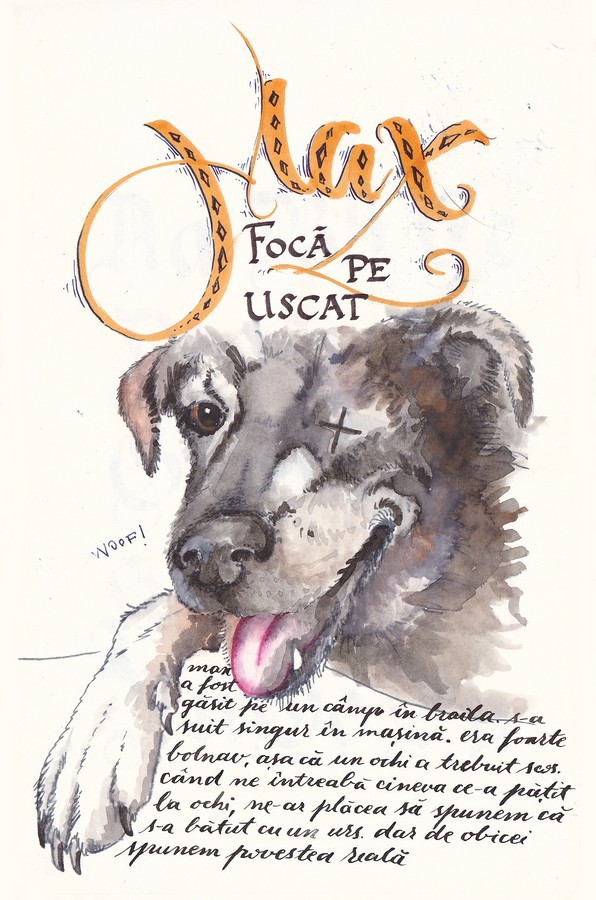 Max
FOCĂ
PE
USCAT
WOOF!
max
a fost
găsit pe un câmp în braila. s-a
suit singur în mașină. era foarte
bolnav, așa că un ochi a trebuit scos.
când ne întreabă cineva ce-a pățit
la ochi, ne-ar plăcea să spunem că
s-a bătut cu un urs. dar de obicei
spunem povestea reală